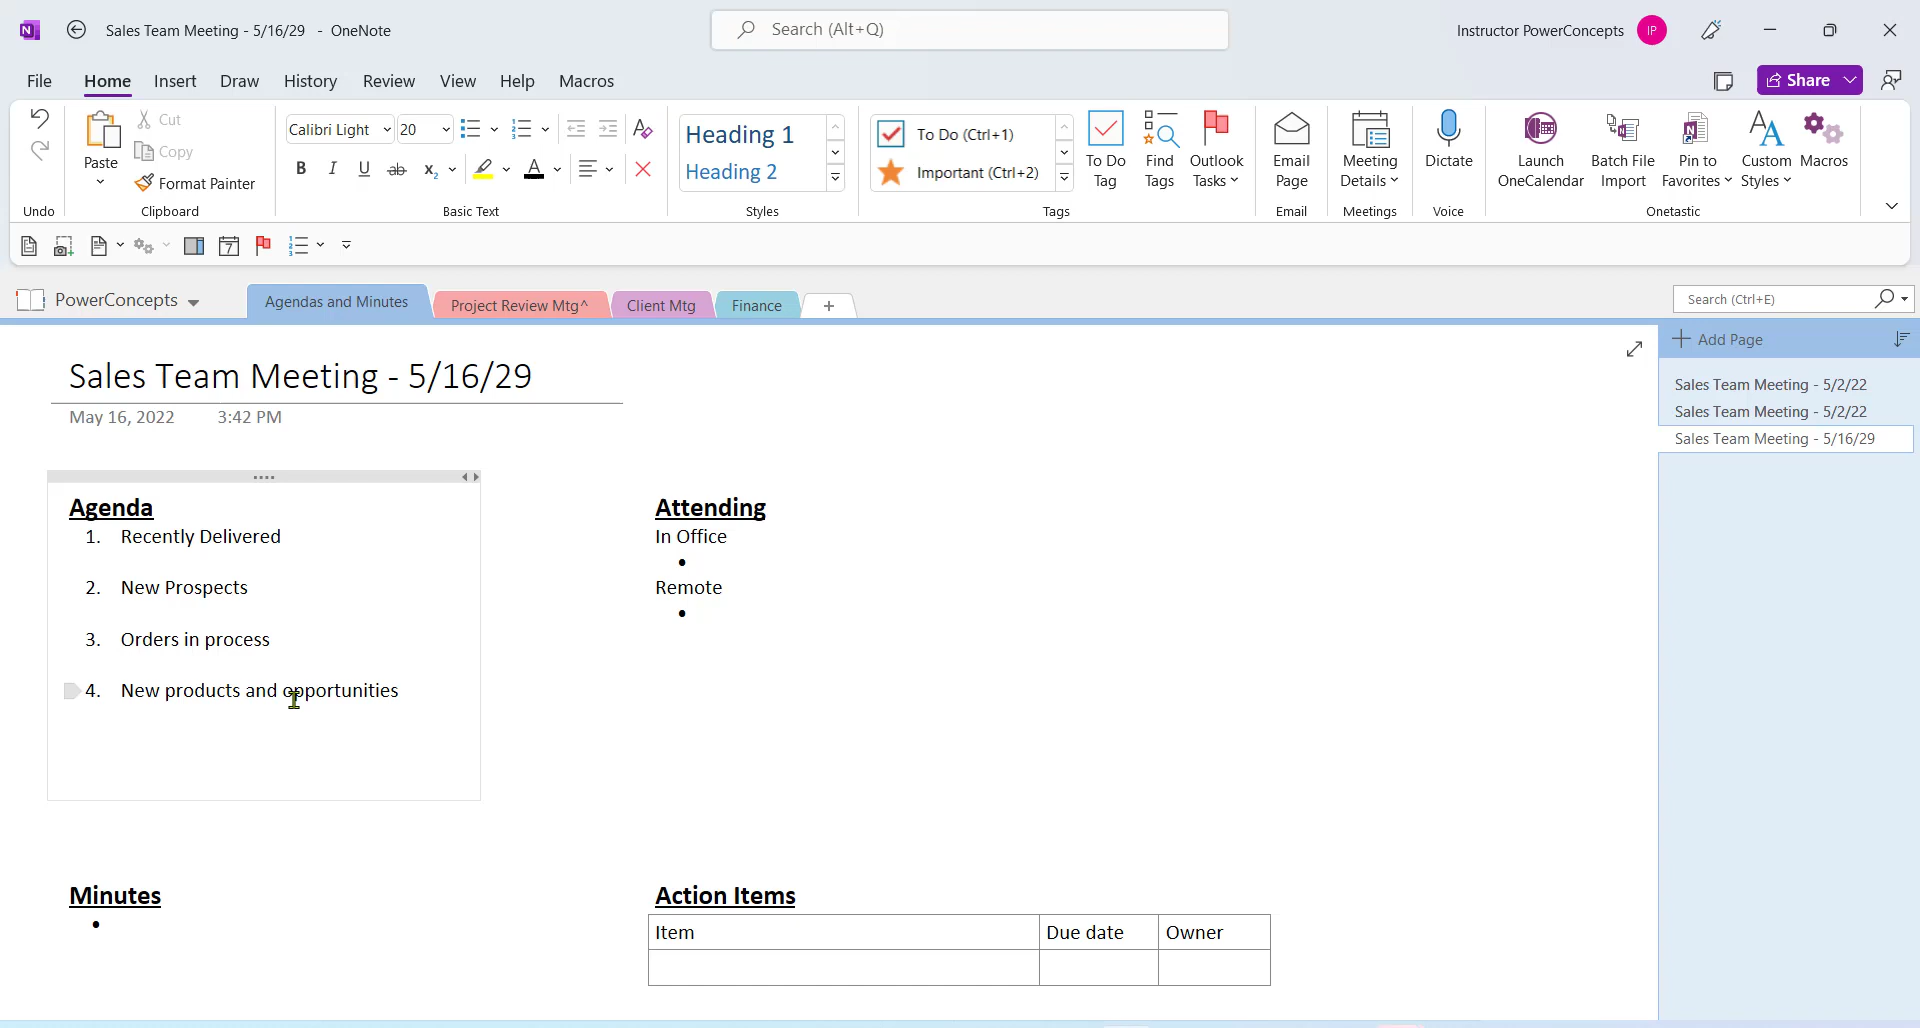 Sales Team Meeting - 5/16/29 - OneNote
Search (Alt+Q)
Instructor PowerConcepts IP
File Home Insert Draw History Review View Help Macros
Share
Undo
Paste
Cut
Copy
Format Painter
Clipboard
Calibri Light 20
Basic Text
Heading 1
Heading 2
Styles
To Do (Ctrl+1)
Important (Ctrl+2)
To Do Tag
Find Tags
Outlook Tasks
Tags
Email Page
Email
Meeting Details
Meetings
Dictate
Voice
Launch OneCalendar
Batch File Import
Pin to Favorites
Custom Styles
Macros
Onetastic
PowerConcepts
Agendas and Minutes Project Review Mtg^ Client Mtg Finance +
Search (Ctrl+E)
Sales Team Meeting - 5/16/29
May 16, 2022 3:42 PM
Agenda
1. Recently Delivered
2. New Prospects
3. Orders in process
4. New products and opportunities
Attending
In Office
•
Remote
•
Minutes
•
Action Items
Item Due date Owner
Add Page
Sales Team Meeting - 5/2/22
Sales Team Meeting - 5/2/22
Sales Team Meeting - 5/16/29